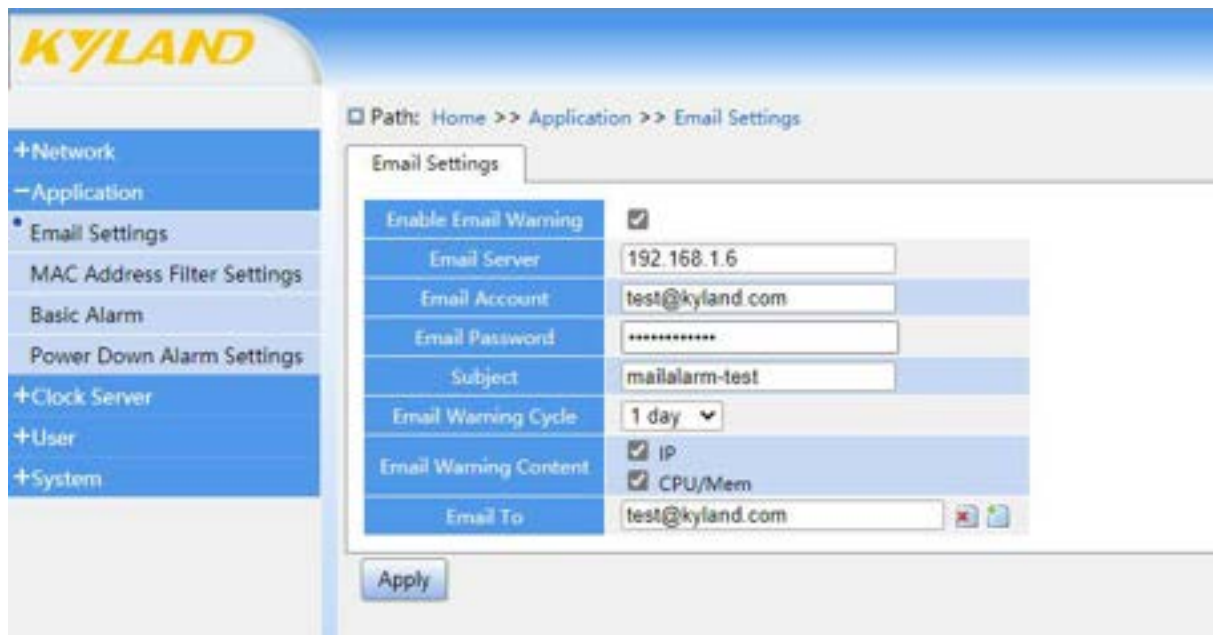 KYLAND
Path: Home >> Application >> Email Settings
+Network
−Application
Email Settings
MAC Address Filter Settings
Basic Alarm
Power Down Alarm Settings
+Clock Server
+User
+System
Email Settings
Enable Email Warning
Email Server 192.168.1.6
Email Account test@kyland.com
Email Password ••••••••••••
Subject mailalarm-test
Email Warning Cycle 1 day
Email Warning Content IP
CPU/Mem
Email To test@kyland.com
Apply